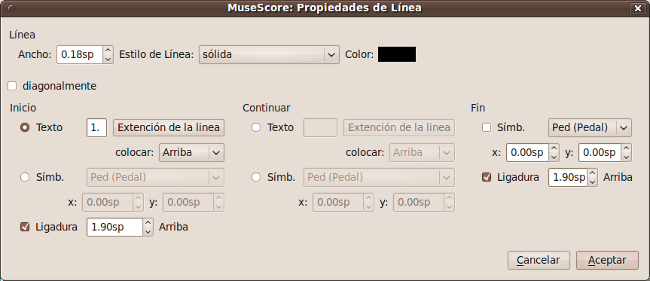 MuseScore: Propiedades de Línea
Línea
Ancho: 0.18sp Estilo de Línea: sólida Color:
diagonalmente
Inicio Continuar Fin
Texto 1. Extención de la linea Texto Extención de la linea Símb. Ped (Pedal)
colocar: Arriba colocar: Arriba x: 0.00sp y: 0.00sp
Símb. Ped (Pedal) Símb. Ped (Pedal) Ligadura 1.90sp Arriba
x: 0.00sp y: 0.00sp x: 0.00sp y: 0.00sp
Ligadura 1.90sp Arriba
Cancelar Aceptar